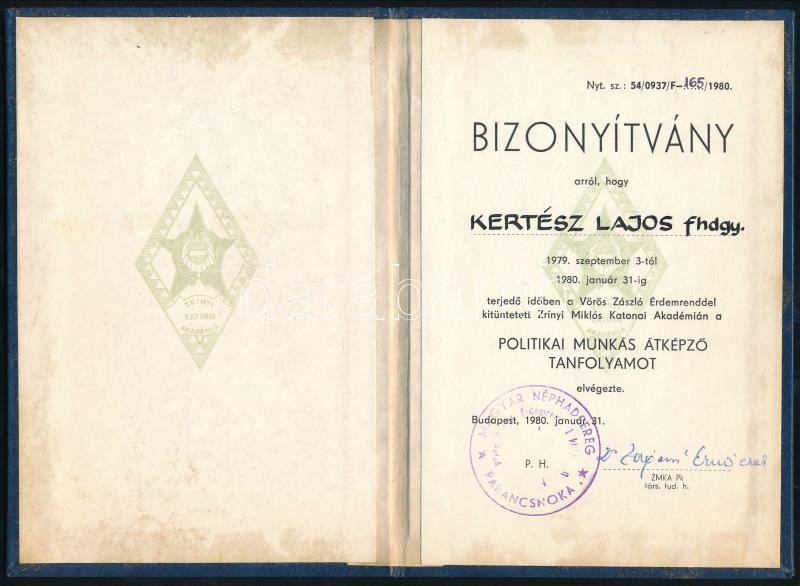 ZRÍNYI
KATONAI
AKADÉMIA
Nyt. sz.: 54/0937/F-165/1980.
BIZONYÍTVÁNY
arról, hogy
KERTÉSZ LAJOS fhdgy.
1979. szeptember 3-tól
1980. január 31-ig
terjedő időben a Vörös Zászló Érdemrenddel
kitüntetett Zrínyi Miklós Katonai Akadémián a
POLITIKAI MUNKÁS ÁTKÉPZŐ
TANFOLYAMOT
elvégezte.
Budapest, 1980. január 31.
MAGYAR NÉPHADSEREG
PARANCSNOKA
P. H.
ZMKA Pk
társ. tud. h.